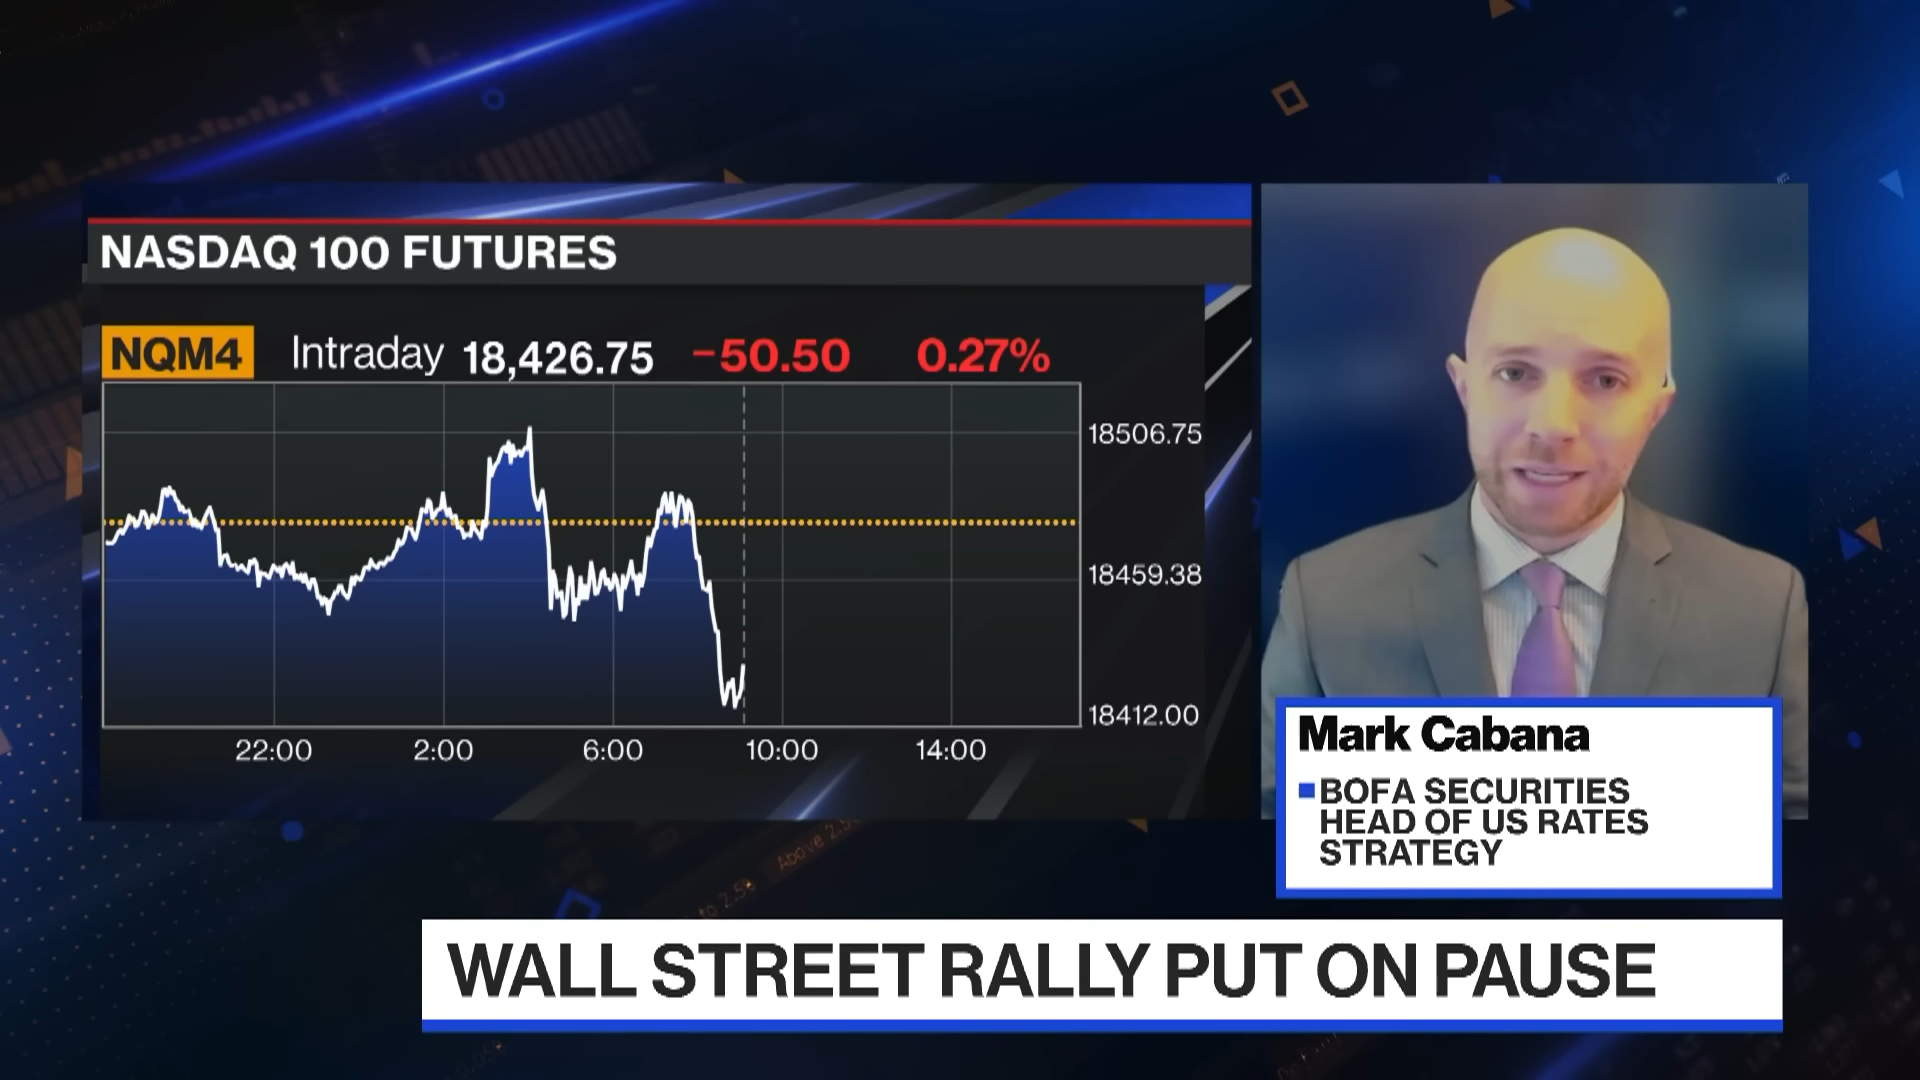 NASDAQ 100 FUTURES
NQM4 Intraday 18,426.75 -50.50 0.27%
18506.75
18459.38
18412.00
22:00 2:00 6:00 10:00 14:00
Mark Cabana
BOFA SECURITIES
HEAD OF US RATES
STRATEGY
WALL STREET RALLY PUT ON PAUSE